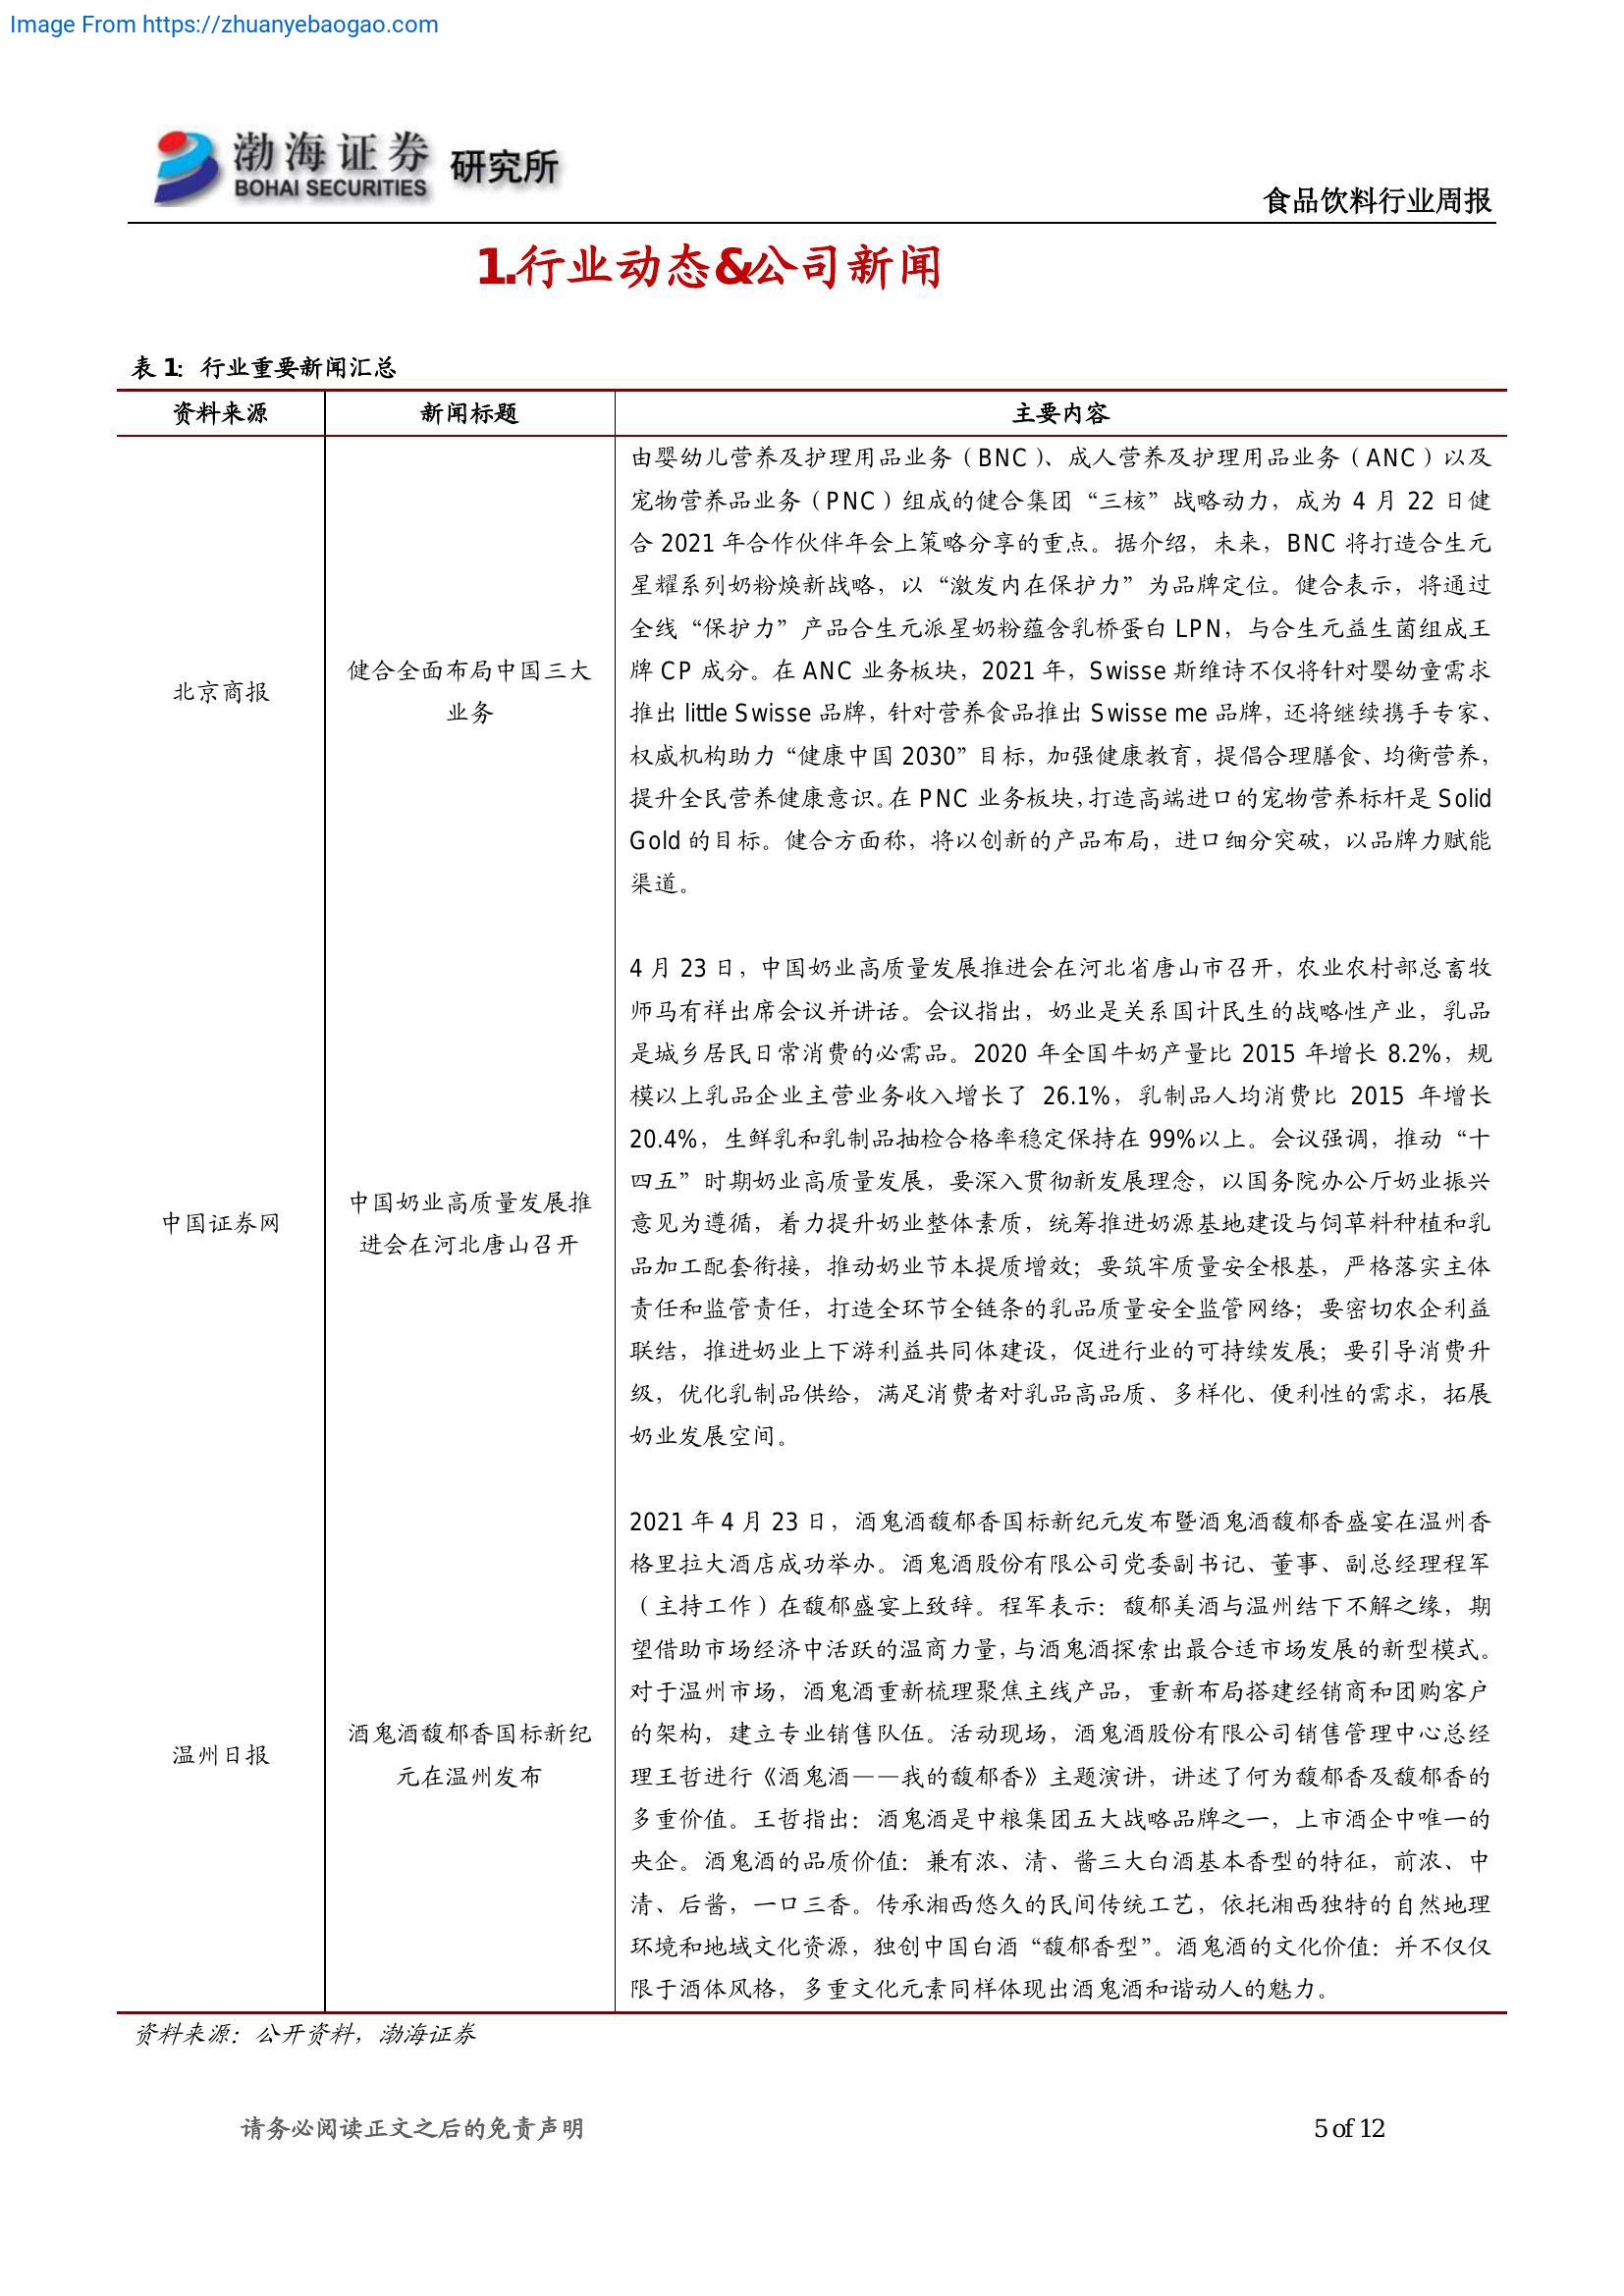 Image From https://zhuanyebaogao.com
渤海证券
BOHAI SECURITIES
研究所
食品饮料行业周报
1.行业动态&公司新闻
表 1: 行业重要新闻汇总
资料来源 新闻标题 主要内容
北京商报
健合全面布局中国三大
业务
由婴幼儿营养及护理用品业务（BNC）、成人营养及护理用品业务（ANC）以及
宠物营养品业务（PNC）组成的健合集团“三核”战略动力，成为 4 月 22 日健
合 2021 年合作伙伴年会上策略分享的重点。据介绍，未来，BNC 将打造合生元
星耀系列奶粉焕新战略，以“激发内在保护力”为品牌定位。健合表示，将通过
全线“保护力”产品合生元派星奶粉蕴含乳桥蛋白 LPN，与合生元益生菌组成王
牌 CP 成分。在 ANC 业务板块，2021 年，Swisse 斯维诗不仅将针对婴幼童需求
推出 little Swisse 品牌，针对营养食品推出 Swisse me 品牌，还将继续携手专家、
权威机构助力“健康中国 2030”目标，加强健康教育，提倡合理膳食、均衡营养，
提升全民营养健康意识。在 PNC 业务板块，打造高端进口的宠物营养标杆是 Solid
Gold 的目标。健合方面称，将以创新的产品布局，进口细分突破，以品牌力赋能
渠道。
中国证券网
中国奶业高质量发展推
进会在河北唐山召开
4 月 23 日，中国奶业高质量发展推进会在河北省唐山市召开，农业农村部总畜牧
师马有祥出席会议并讲话。会议指出，奶业是关系国计民生的战略性产业，乳品
是城乡居民日常消费的必需品。2020 年全国牛奶产量比 2015 年增长 8.2%，规
模以上乳品企业主营业务收入增长了 26.1%，乳制品人均消费比 2015 年增长
20.4%，生鲜乳和乳制品抽检合格率稳定保持在 99%以上。会议强调，推动“十
四五”时期奶业高质量发展，要深入贯彻新发展理念，以国务院办公厅奶业振兴
意见为遵循，着力提升奶业整体素质，统筹推进奶源基地建设与饲草料种植和乳
品加工配套衔接，推动奶业节本提质增效；要筑牢质量安全根基，严格落实主体
责任和监管责任，打造全环节全链条的乳品质量安全监管网络；要密切农企利益
联结，推进奶业上下游利益共同体建设，促进行业的可持续发展；要引导消费升
级，优化乳制品供给，满足消费者对乳品高品质、多样化、便利性的需求，拓展
奶业发展空间。
温州日报
酒鬼酒馥郁香国标新纪
元在温州发布
2021 年 4 月 23 日，酒鬼酒馥郁香国标新纪元发布暨酒鬼酒馥郁香盛宴在温州香
格里拉大酒店成功举办。酒鬼酒股份有限公司党委副书记、董事、副总经理程军
（主持工作）在馥郁盛宴上致辞。程军表示：馥郁美酒与温州结下不解之缘，期
望借助市场经济中活跃的温商力量，与酒鬼酒探索出最合适市场发展的新型模式。
对于温州市场，酒鬼酒重新梳理聚焦主线产品，重新布局搭建经销商和团购客户
的架构，建立专业销售队伍。活动现场，酒鬼酒股份有限公司销售管理中心总经
理王哲进行《酒鬼酒——我的馥郁香》主题演讲，讲述了何为馥郁香及馥郁香的
多重价值。王哲指出：酒鬼酒是中粮集团五大战略品牌之一，上市酒企中唯一的
央企。酒鬼酒的品质价值：兼有浓、清、酱三大白酒基本香型的特征，前浓、中
清、后酱，一口三香。传承湘西悠久的民间传统工艺，依托湘西独特的自然地理
环境和地域文化资源，独创中国白酒“馥郁香型”。酒鬼酒的文化价值：并不仅仅
限于酒体风格，多重文化元素同样体现出酒鬼酒和谐动人的魅力。
资料来源：公开资料，渤海证券
请务必阅读正文之后的免责声明 5 of 12